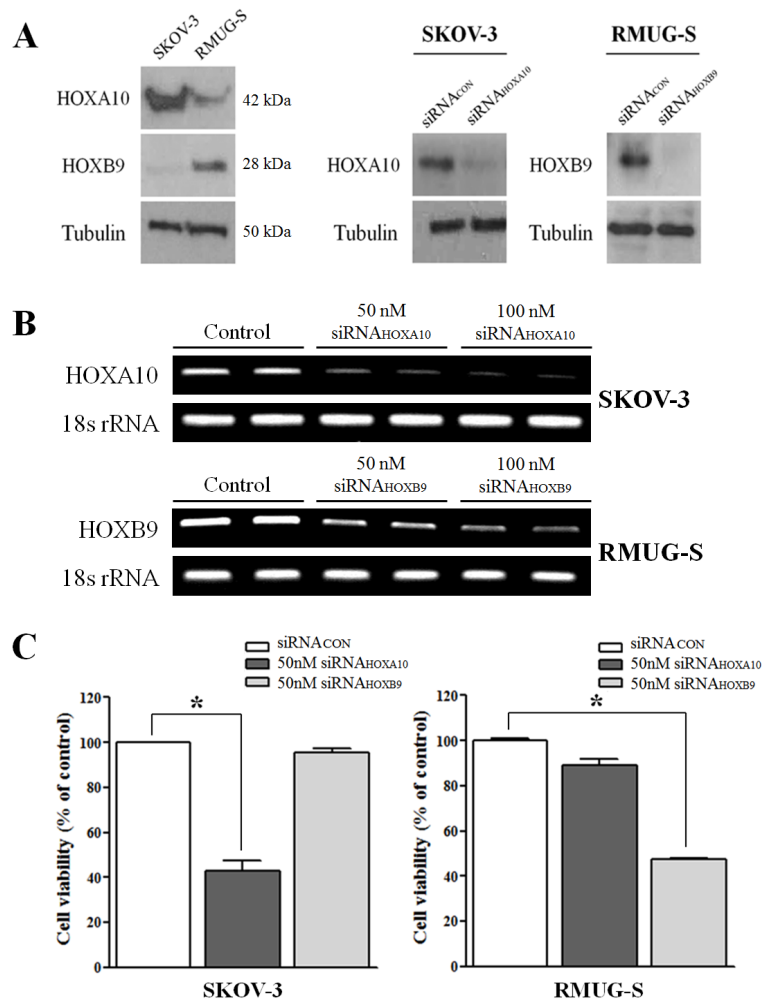 A
SKOV-3 RMUG-S
HOXA10 42 kDa
HOXB9 28 kDa
Tubulin 50 kDa
SKOV-3
siRNACON siRNAHOXA10
HOXA10
Tubulin
RMUG-S
siRNACON siRNAHOXB9
HOXB9
Tubulin
B
Control
50 nM
siRNAHOXA10
100 nM
siRNAHOXA10
HOXA10
18s rRNA
SKOV-3
Control
50 nM
siRNAHOXB9
100 nM
siRNAHOXB9
HOXB9
18s rRNA
RMUG-S
C
siRNACON
50nM siRNAHOXA10
50nM siRNAHOXB9
Cell viability (% of control)
120
100
80
60
40
20
0
*
SKOV-3
siRNACON
50nM siRNAHOXA10
50nM siRNAHOXB9
Cell viability (% of control)
120
100
80
60
40
20
0
*
RMUG-S